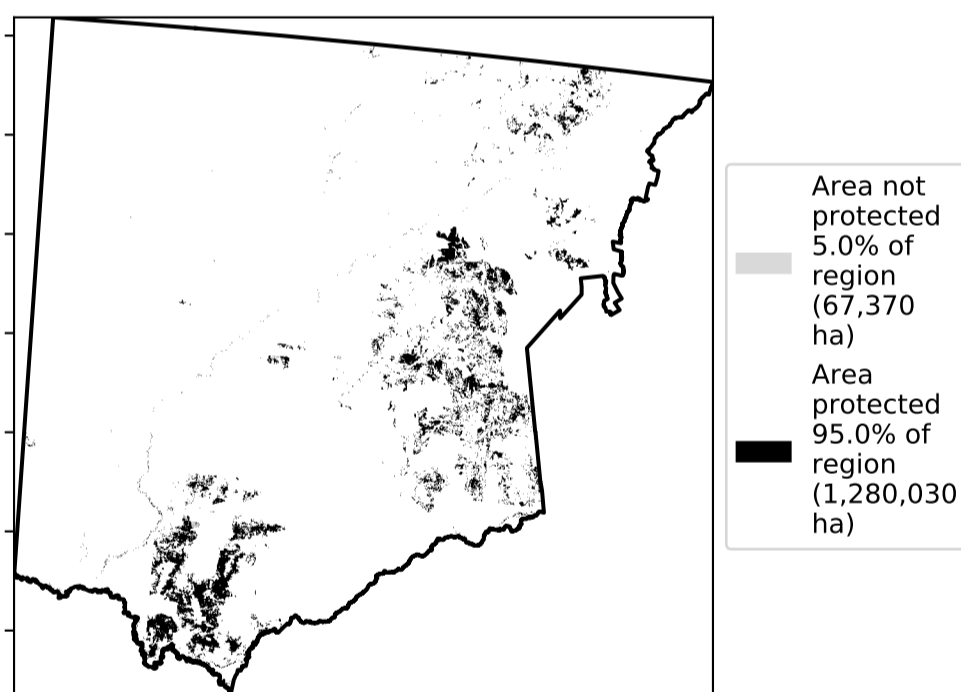 Area not
protected
5.0% of
region
(67,370
ha)
Area
protected
95.0% of
region
(1,280,030
ha)